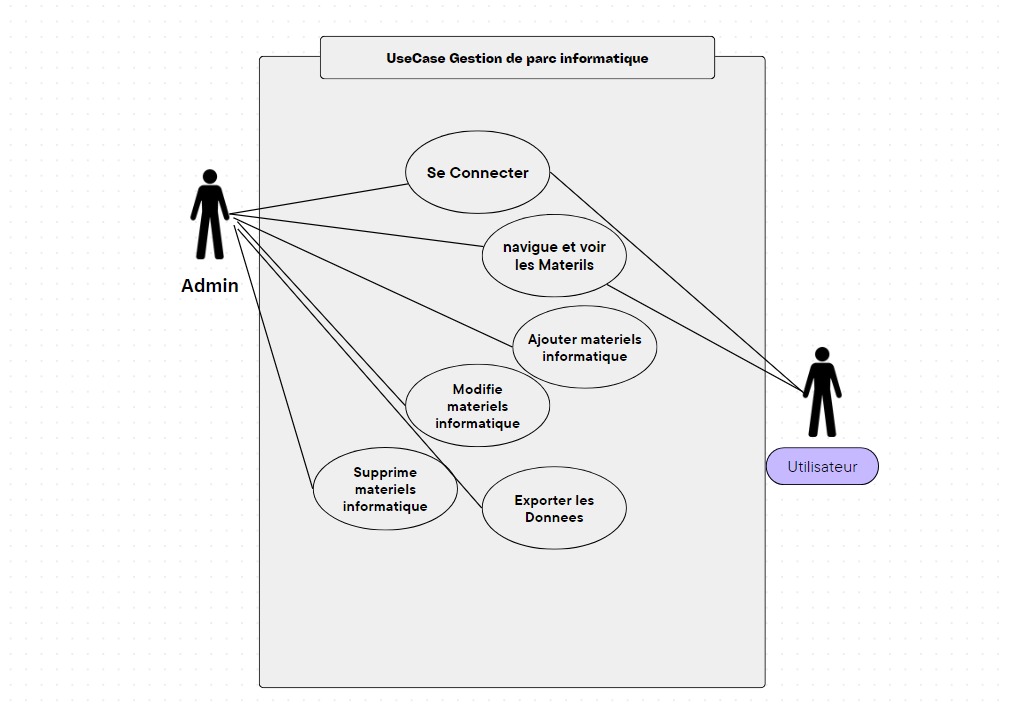 UseCase Gestion de parc informatique
Se Connecter
navigue et voir
les Materils
Admin
Ajouter materiels
informatique
Modifie
materiels
informatique
Utilisateur
Supprime
materiels
informatique
Exporter les
Donnees